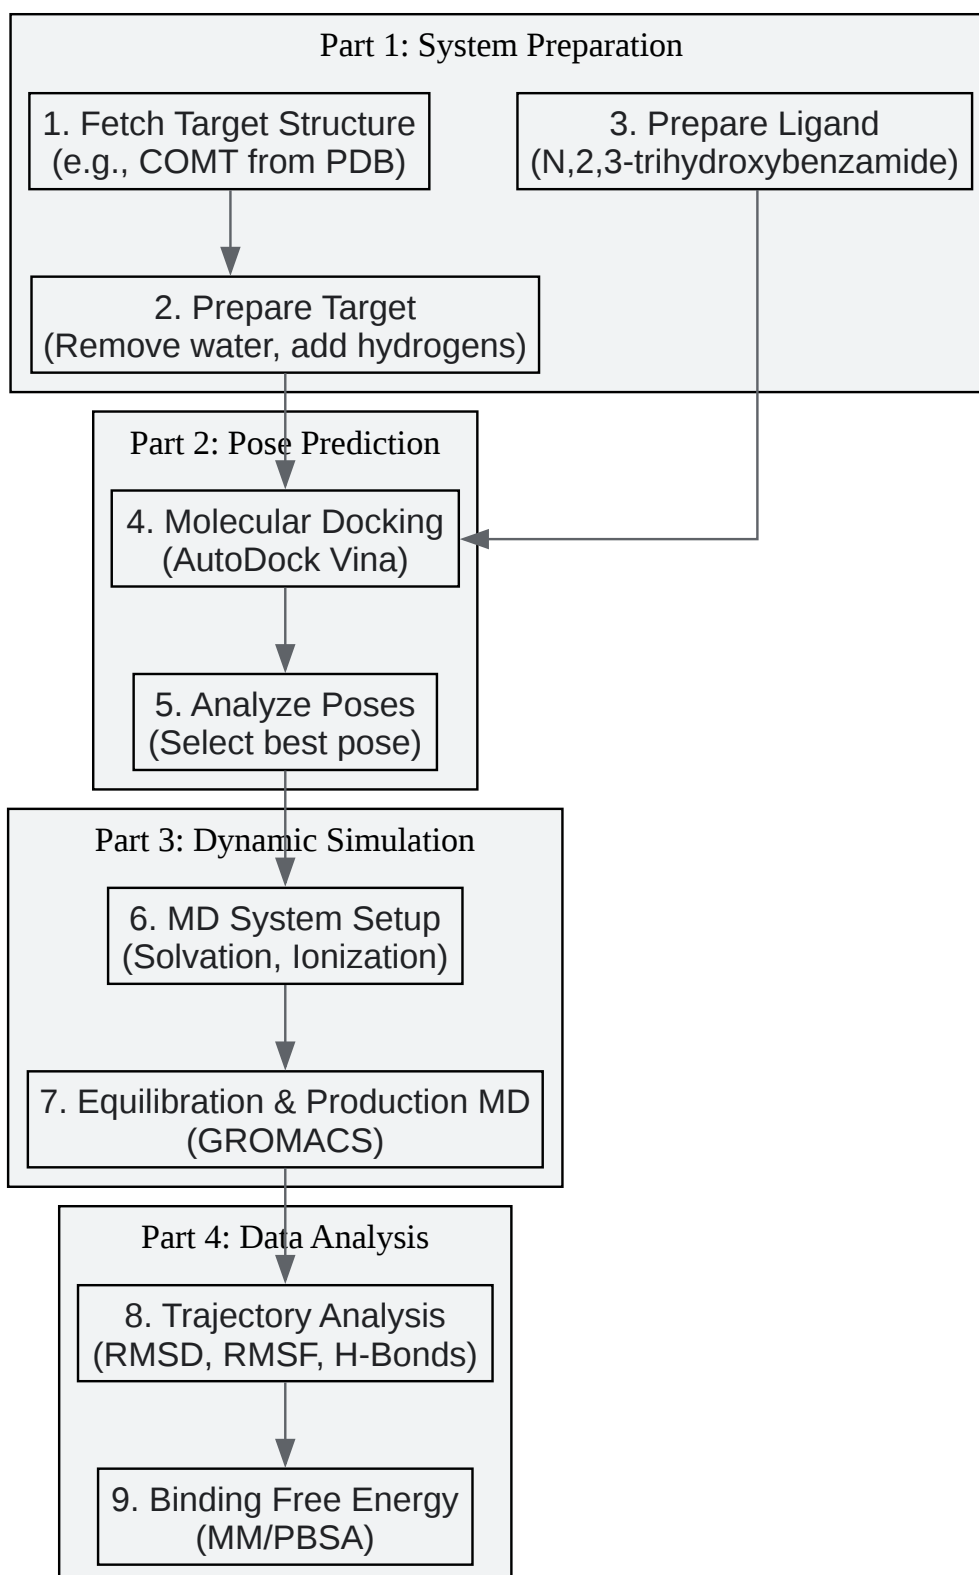 Part 1: System Preparation
1. Fetch Target Structure
(e.g., COMT from PDB)
3. Prepare Ligand
(N,2,3-trihydroxybenzamide)
2. Prepare Target
(Remove water, add hydrogens)
Part 2: Pose Prediction
4. Molecular Docking
(AutoDock Vina)
5. Analyze Poses
(Select best pose)
Part 3: Dynamic Simulation
6. MD System Setup
(Solvation, Ionization)
7. Equilibration & Production MD
(GROMACS)
Part 4: Data Analysis
8. Trajectory Analysis
(RMSD, RMSF, H-Bonds)
9. Binding Free Energy
(MM/PBSA)